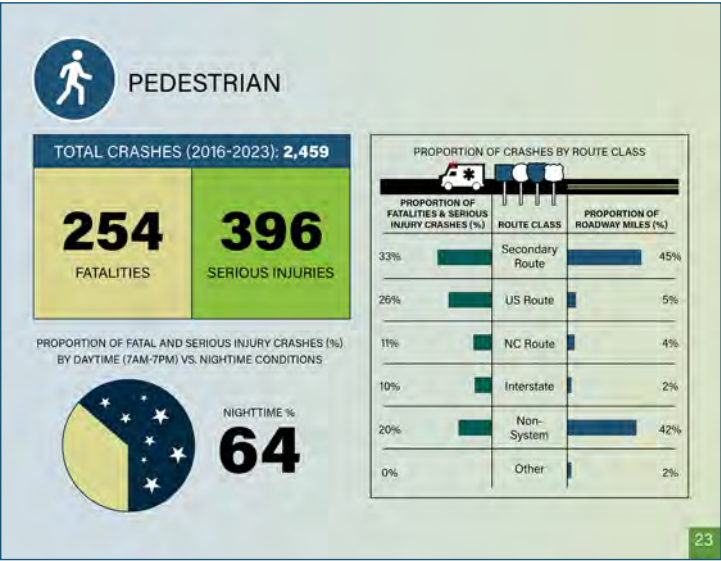 PEDESTRIAN
TOTAL CRASHES (2016-2023): 2,459
254
FATALITIES
396
SERIOUS INJURIES
PROPORTION OF FATAL AND SERIOUS INJURY CRASHES (%)
BY DAYTIME (7AM-7PM) VS. NIGHTIME CONDITIONS
NIGHTTIME %
64
PROPORTION OF CRASHES BY ROUTE CLASS
PROPORTION OF
FATALITIES & SERIOUS
INJURY CRASHES (%)
ROUTE CLASS
PROPORTION OF
ROADWAY MILES (%)
33%
Secondary
Route
45%
26%
US Route
5%
11%
NC Route
4%
10%
Interstate
2%
20%
Non-
System
42%
0%
Other
2%
23